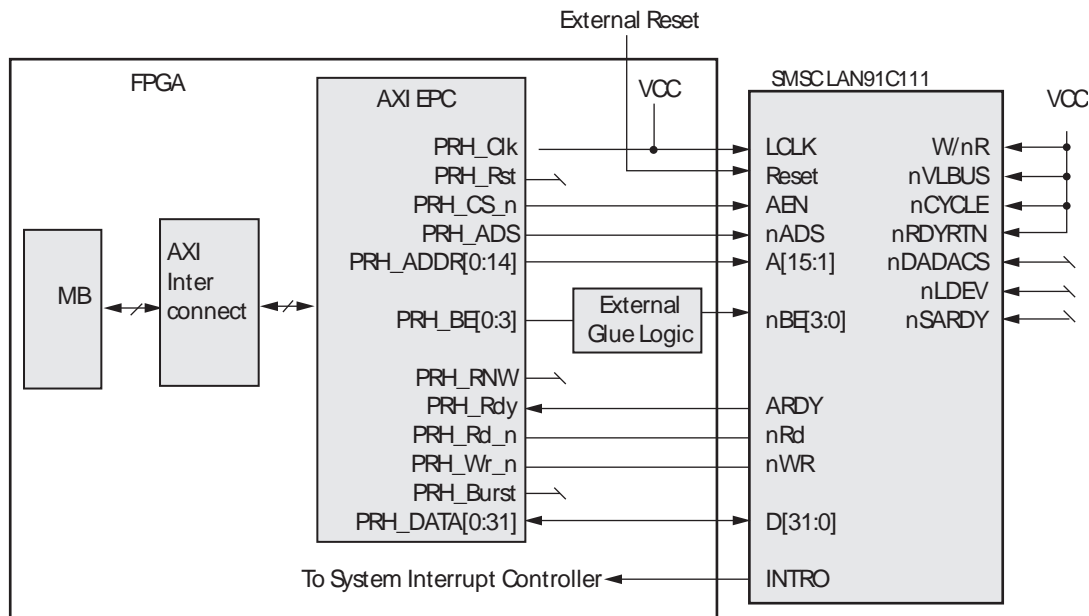 External Reset
FPGA
AXI EPC
VCC
SMSC LAN91C111
VCC
PRH_Clk
LCLK
W/nR
PRH_Rst
Reset
nVLBUS
PRH_CS_n
AEN
nCYCLE
PRH_ADS
nADS
nRDYRTN
PRH_ADDR[0:14]
A[15:1]
nDADACS
MB
AXI
Inter
connect
nLDEV
PRH_BE[0:3]
External
Glue Logic
nBE[3:0]
nSARDY
PRH_RNW
PRH_Rdy
ARDY
PRH_Rd_n
nRd
PRH_Wr_n
nWR
PRH_Burst
PRH_DATA[0:31]
D[31:0]
To System Interrupt Controller
INTRO